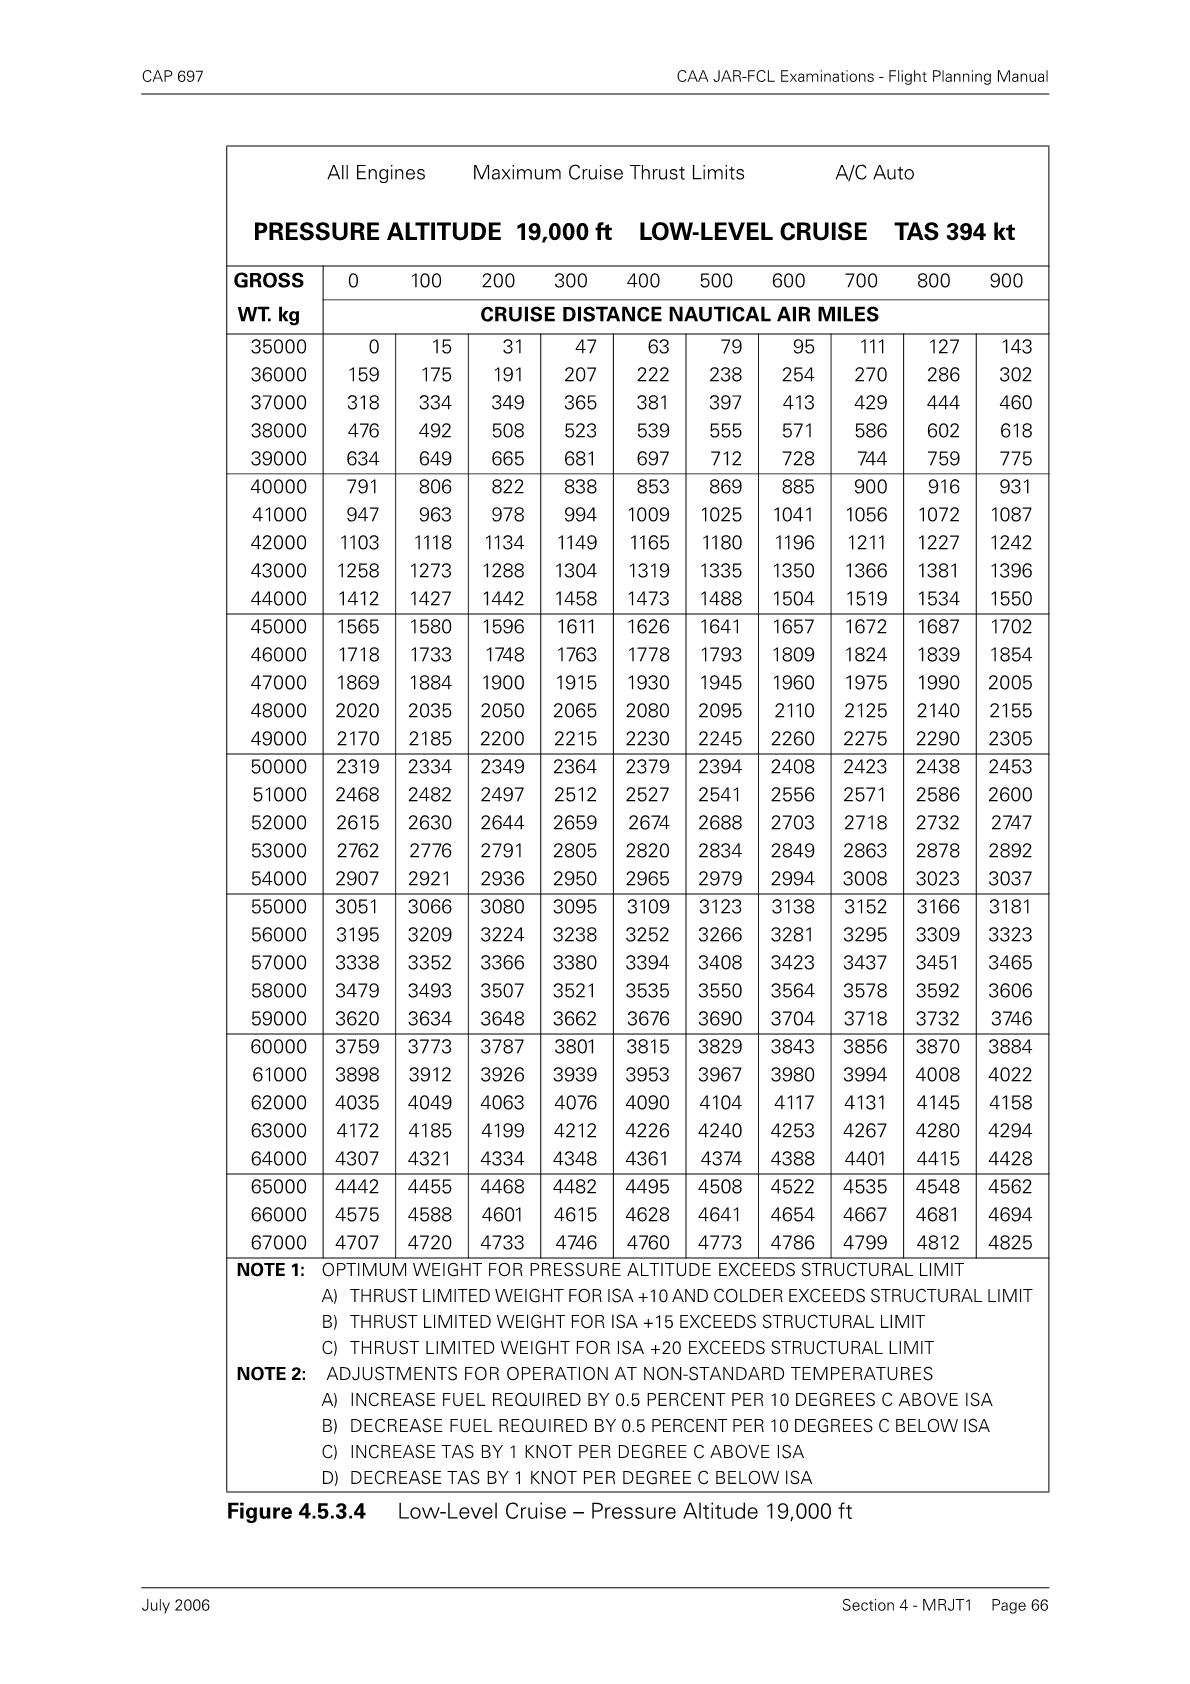 CAP 697 CAA JAR-FCL Examinations - Flight Planning Manual
All Engines Maximum Cruise Thrust Limits A/C Auto
PRESSURE ALTITUDE 19,000 ft LOW-LEVEL CRUISE TAS 394 kt
GROSS 0 100 200 300 400 500 600 700 800 900
WT. kg CRUISE DISTANCE NAUTICAL AIR MILES
35000 0 15 31 47 63 79 95 111 127 143
36000 159 175 191 207 222 238 254 270 286 302
37000 318 334 349 365 381 397 413 429 444 460
38000 476 492 508 523 539 555 571 586 602 618
39000 634 649 665 681 697 712 728 744 759 775
40000 791 806 822 838 853 869 885 900 916 931
41000 947 963 978 994 1009 1025 1041 1056 1072 1087
42000 1103 1118 1134 1149 1165 1180 1196 1211 1227 1242
43000 1258 1273 1288 1304 1319 1335 1350 1366 1381 1396
44000 1412 1427 1442 1458 1473 1488 1504 1519 1534 1550
45000 1565 1580 1596 1611 1626 1641 1657 1672 1687 1702
46000 1718 1733 1748 1763 1778 1793 1809 1824 1839 1854
47000 1869 1884 1900 1915 1930 1945 1960 1975 1990 2005
48000 2020 2035 2050 2065 2080 2095 2110 2125 2140 2155
49000 2170 2185 2200 2215 2230 2245 2260 2275 2290 2305
50000 2319 2334 2349 2364 2379 2394 2408 2423 2438 2453
51000 2468 2482 2497 2512 2527 2541 2556 2571 2586 2600
52000 2615 2630 2644 2659 2674 2688 2703 2718 2732 2747
53000 2762 2776 2791 2805 2820 2834 2849 2863 2878 2892
54000 2907 2921 2936 2950 2965 2979 2994 3008 3023 3037
55000 3051 3066 3080 3095 3109 3123 3138 3152 3166 3181
56000 3195 3209 3224 3238 3252 3266 3281 3295 3309 3323
57000 3338 3352 3366 3380 3394 3408 3423 3437 3451 3465
58000 3479 3493 3507 3521 3535 3550 3564 3578 3592 3606
59000 3620 3634 3648 3662 3676 3690 3704 3718 3732 3746
60000 3759 3773 3787 3801 3815 3829 3843 3856 3870 3884
61000 3898 3912 3926 3939 3953 3967 3980 3994 4008 4022
62000 4035 4049 4063 4076 4090 4104 4117 4131 4145 4158
63000 4172 4185 4199 4212 4226 4240 4253 4267 4280 4294
64000 4307 4321 4334 4348 4361 4374 4388 4401 4415 4428
65000 4442 4455 4468 4482 4495 4508 4522 4535 4548 4562
66000 4575 4588 4601 4615 4628 4641 4654 4667 4681 4694
67000 4707 4720 4733 4746 4760 4773 4786 4799 4812 4825
NOTE 1: OPTIMUM WEIGHT FOR PRESSURE ALTITUDE EXCEEDS STRUCTURAL LIMIT
A) THRUST LIMITED WEIGHT FOR ISA +10 AND COLDER EXCEEDS STRUCTURAL LIMIT
B) THRUST LIMITED WEIGHT FOR ISA +15 EXCEEDS STRUCTURAL LIMIT
C) THRUST LIMITED WEIGHT FOR ISA +20 EXCEEDS STRUCTURAL LIMIT
NOTE 2: ADJUSTMENTS FOR OPERATION AT NON-STANDARD TEMPERATURES
A) INCREASE FUEL REQUIRED BY 0.5 PERCENT PER 10 DEGREES C ABOVE ISA
B) DECREASE FUEL REQUIRED BY 0.5 PERCENT PER 10 DEGREES C BELOW ISA
C) INCREASE TAS BY 1 KNOT PER DEGREE C ABOVE ISA
D) DECREASE TAS BY 1 KNOT PER DEGREE C BELOW ISA
Figure 4.5.3.4 Low-Level Cruise – Pressure Altitude 19,000 ft
July 2006 Section 4 - MRJT1 Page 66